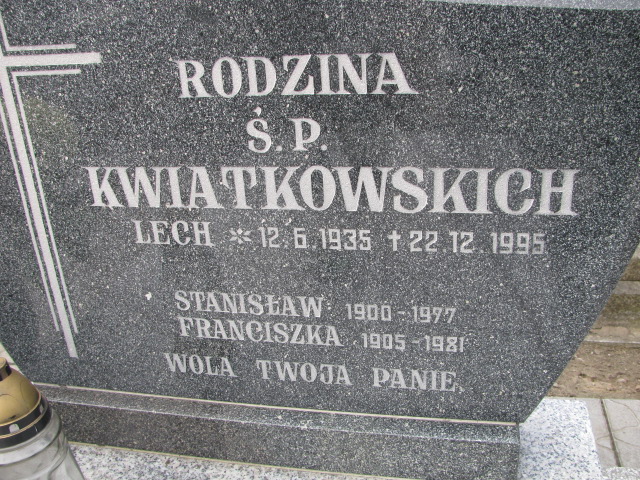 RODZINA
Ś.P.
KWIATKOWSKICH
LECH * 12.6.1935 † 22.12.1995
STANISŁAW 1900-1977
FRANCISZKA 1905-1981
WOLA TWOJA PANIE.